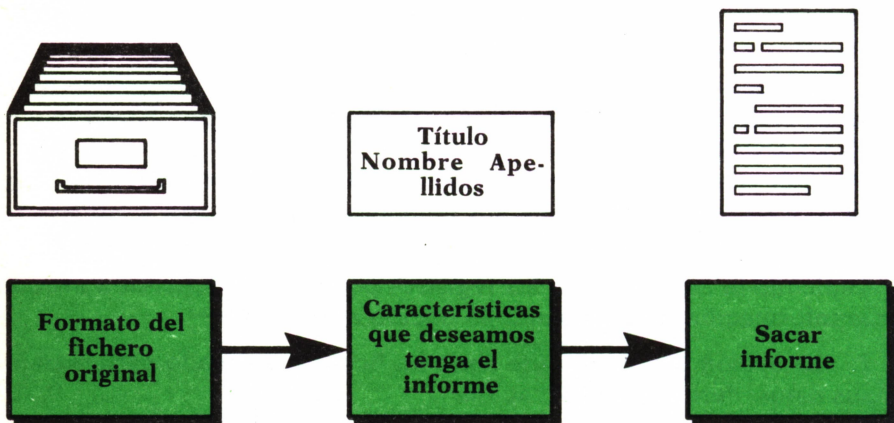 Título
Nombre Ape-
llidos
Formato del
fichero
original
Características
que deseamos
tenga el
informe
Sacar
informe